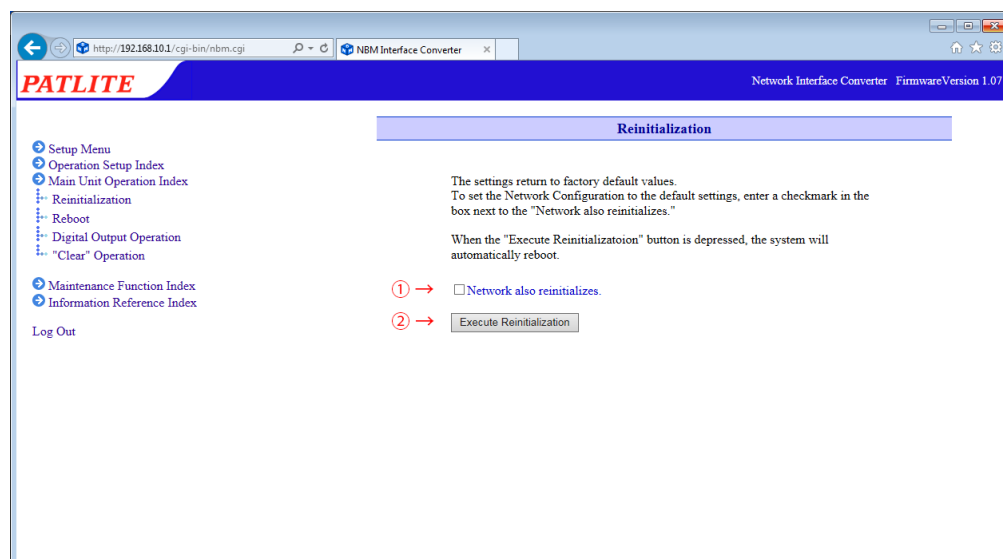 http://192.168.10.1/cgi-bin/nbm.cgi
NBM Interface Converter
PATLITE
Network Interface Converter FirmwareVersion 1.07
Reinitialization
Setup Menu
Operation Setup Index
Main Unit Operation Index
Reinitialization
Reboot
Digital Output Operation
"Clear" Operation
Maintenance Function Index
Information Reference Index
Log Out
The settings return to factory default values.
To set the Network Configuration to the default settings, enter a checkmark in the
box next to the "Network also reinitializes."
When the "Execute Reinitializatoion" button is depressed, the system will
automatically reboot.
① → Network also reinitializes.
② → Execute Reinitialization